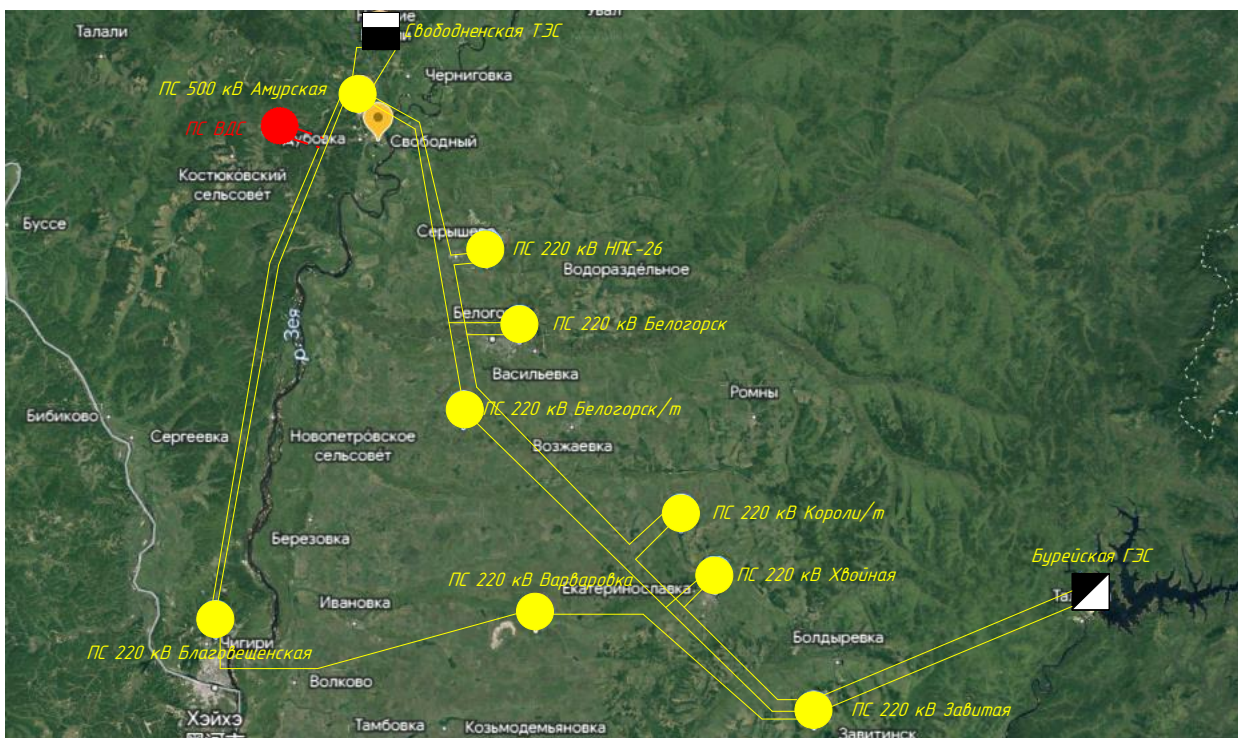 Талали
Увал
Свободненская ТЭС
Черниговка
ПС 500 кВ Амурская
ПС ВДС
Дубовка
Свободный
Костюковский
сельсовет
Буссе
Серышево
ПС 220 кВ НПС-26
Водораздельное
р. Зея
ПС 220 кВ Белогорск
Васильевка
Ромны
Бибиково
ПС 220 кВ Белогорск/т
Сергеевка
Новопетровское
сельсовет
Возжаевка
ПС 220 кВ Короли/т
Березовка
Бурейская ГЭС
ПС 220 кВ Варваровка
ПС 220 кВ Хвойная
Екатеринославка
Ивановка
Болдыревка
Чигири
ПС 220 кВ Благовещенская
Волково
ПС 220 кВ Завитая
Хэйхэ
Тамбовка
Козьмодемьяновка
Завитинск